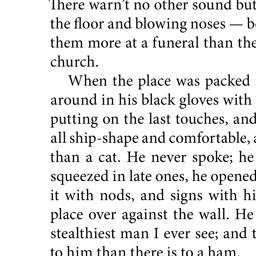 There warn't no other sound but
the floor and blowing noses — b
them more at a funeral than the
church.
When the place was packed
around in his black gloves with
putting on the last touches, and
all ship-shape and comfortable,
than a cat. He never spoke; he
squeezed in late ones, he opened
it with nods, and signs with hi
place over against the wall. He
stealthiest man I ever see; and t
to him than there is to a ham.